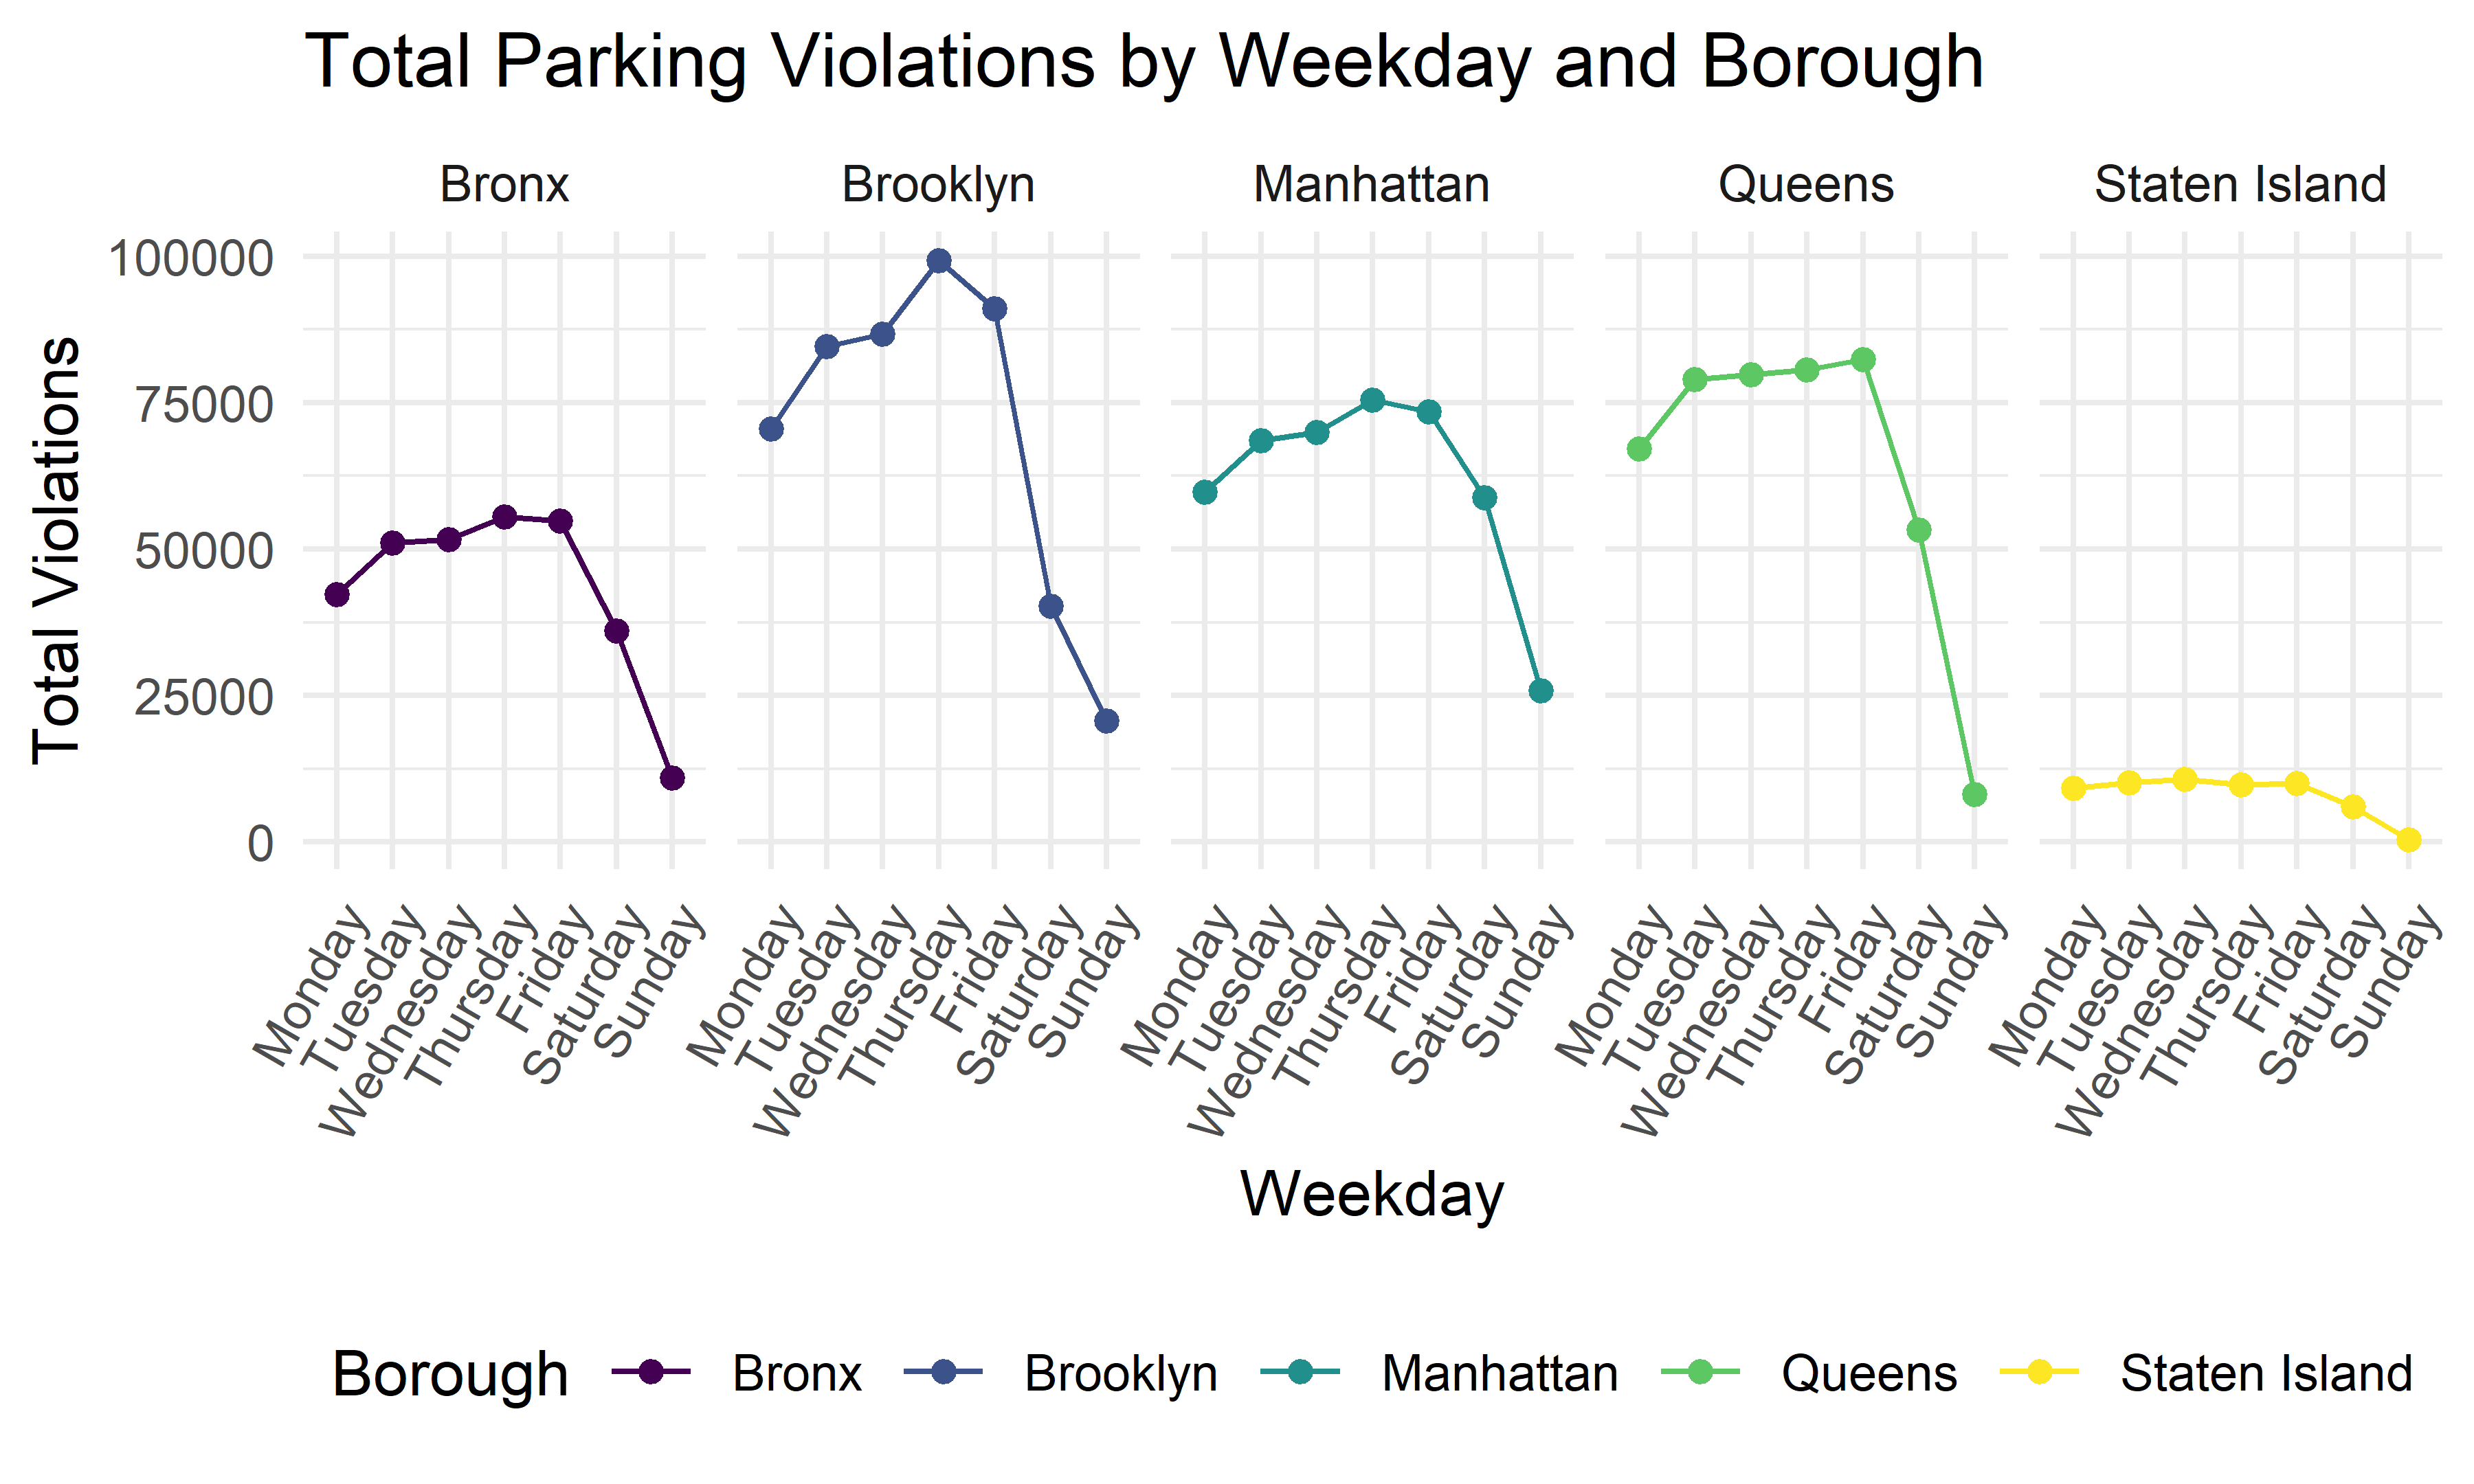 Total Parking Violations by Weekday and Borough
Bronx Brooklyn Manhattan Queens Staten Island
Total Violations
100000
75000
50000
25000
0
Monday Tuesday Wednesday Thursday Friday Saturday Sunday Monday Tuesday Wednesday Thursday Friday Saturday Sunday Monday Tuesday Wednesday Thursday Friday Saturday Sunday Monday Tuesday Wednesday Thursday Friday Saturday Sunday Monday Tuesday Wednesday Thursday Friday Saturday Sunday
Weekday
Borough Bronx Brooklyn Manhattan Queens Staten Island